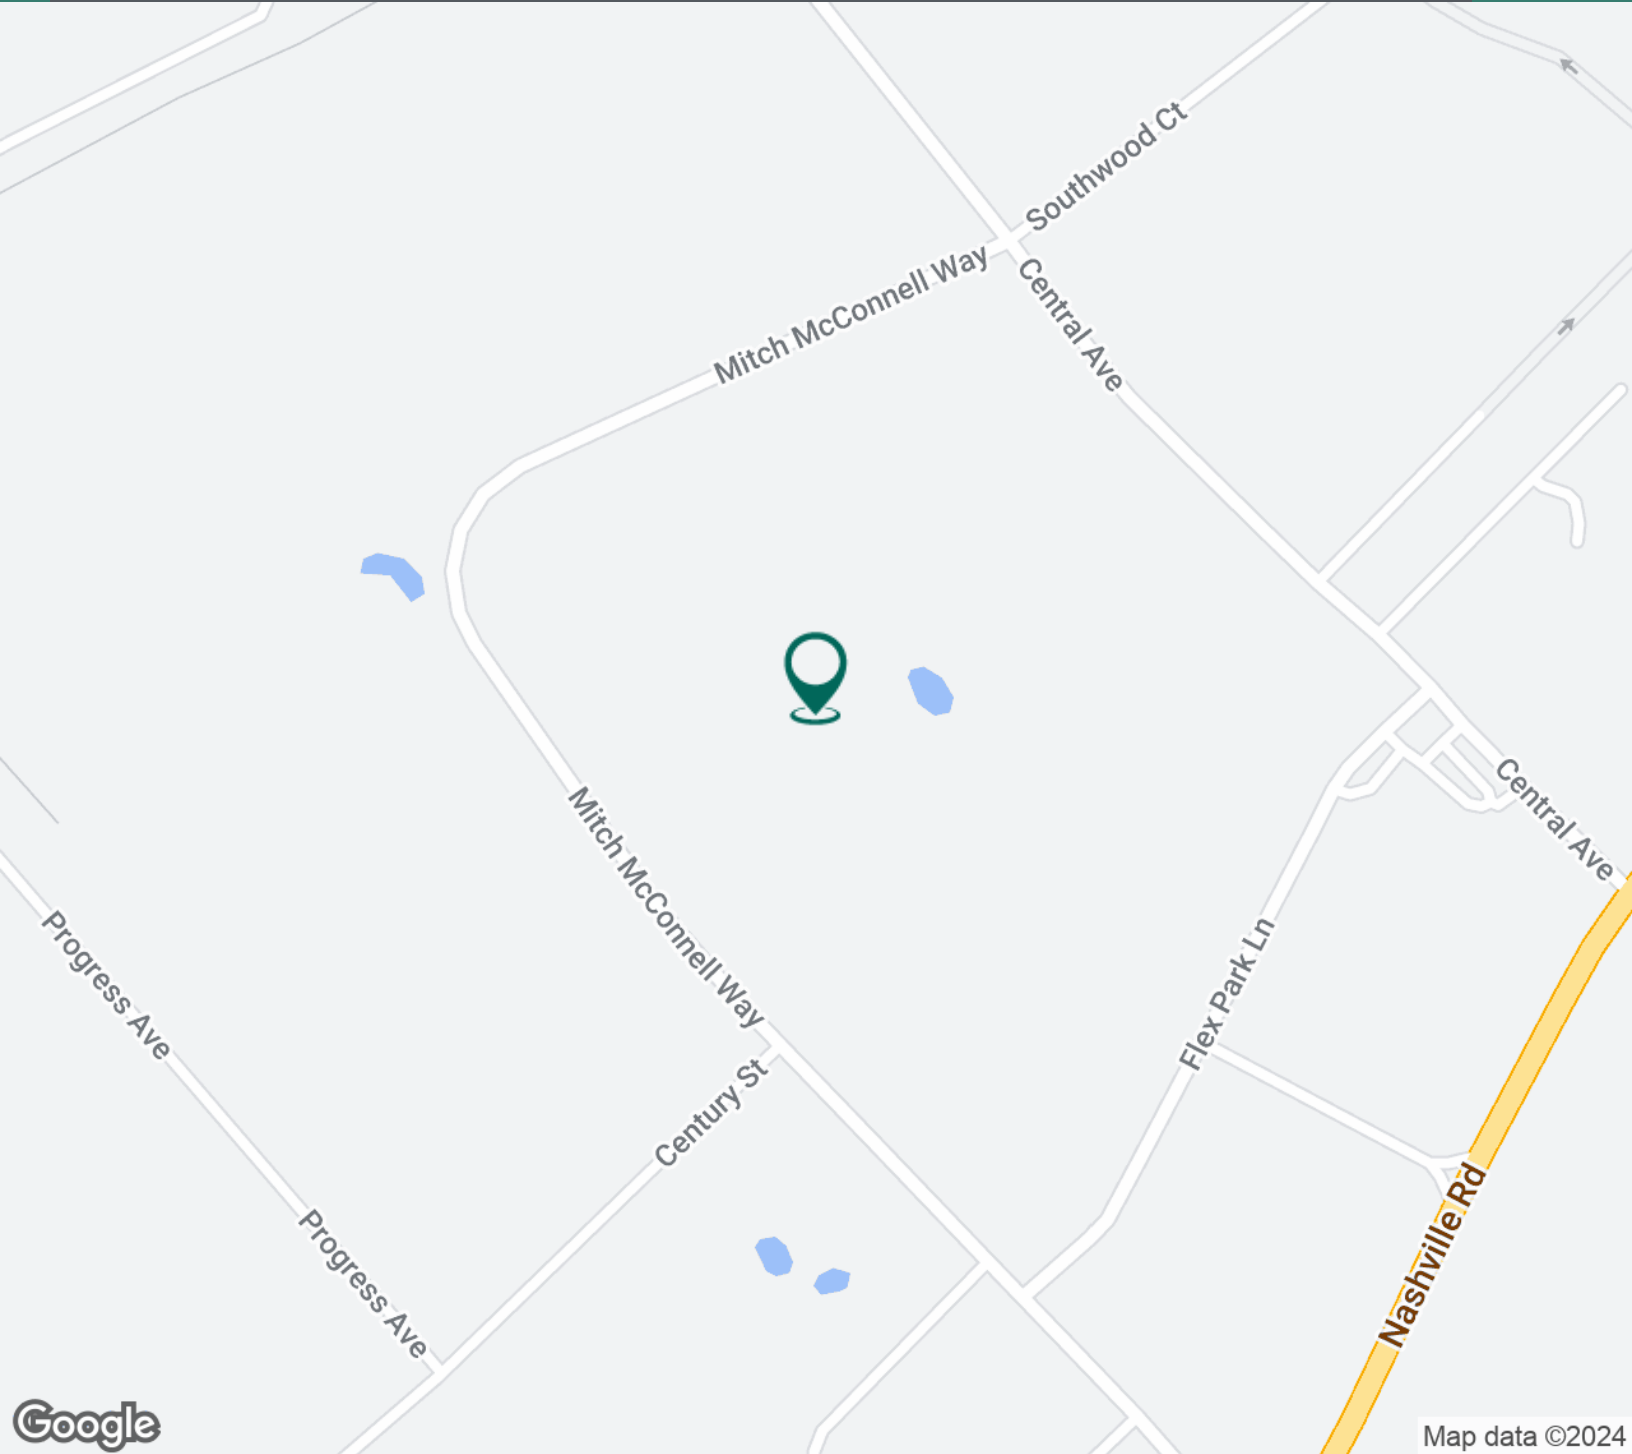 Southwood Ct
Mitch McConnell Way
Central Ave
Mitch McConnell Way
Central Ave
Progress Ave
Flex Park Ln
Century St
Progress Ave
Nashville Rd
Google
Map data ©2024